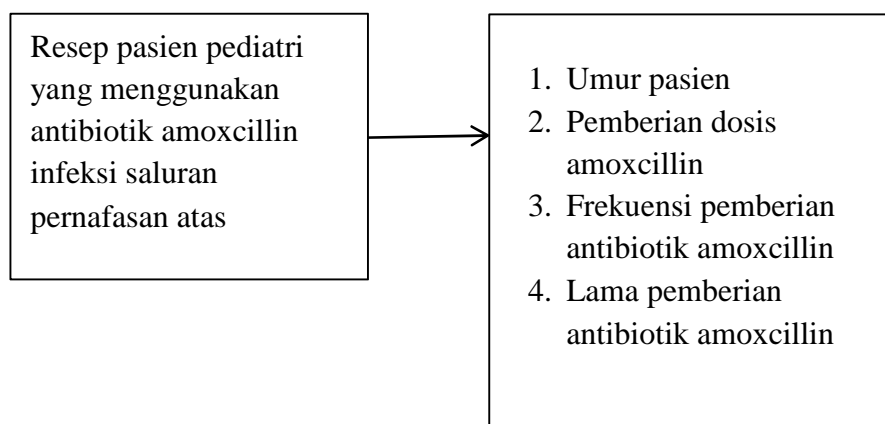 Resep pasien pediatri
yang menggunakan
antibiotik amoxcillin
infeksi saluran
pernafasan atas
1. Umur pasien
2. Pemberian dosis
amoxcillin
3. Frekuensi pemberian
antibiotik amoxcillin
4. Lama pemberian
antibiotik amoxcillin